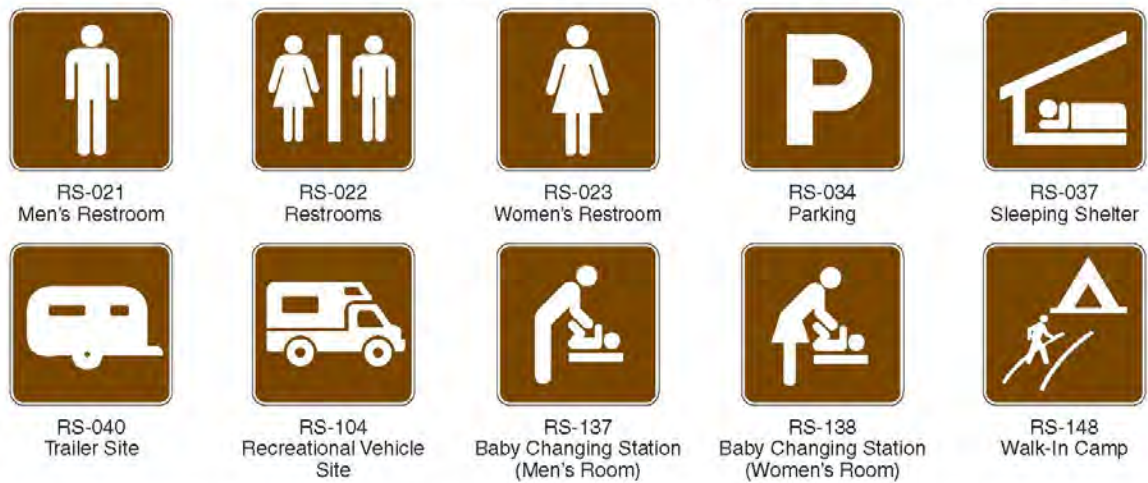 P
RS-021
Men's Restroom
RS-022
Restrooms
RS-023
Women's Restroom
RS-034
Parking
RS-037
Sleeping Shelter
RS-040
Trailer Site
RS-104
Recreational Vehicle
Site
RS-137
Baby Changing Station
(Men's Room)
RS-138
Baby Changing Station
(Women's Room)
RS-148
Walk-In Camp